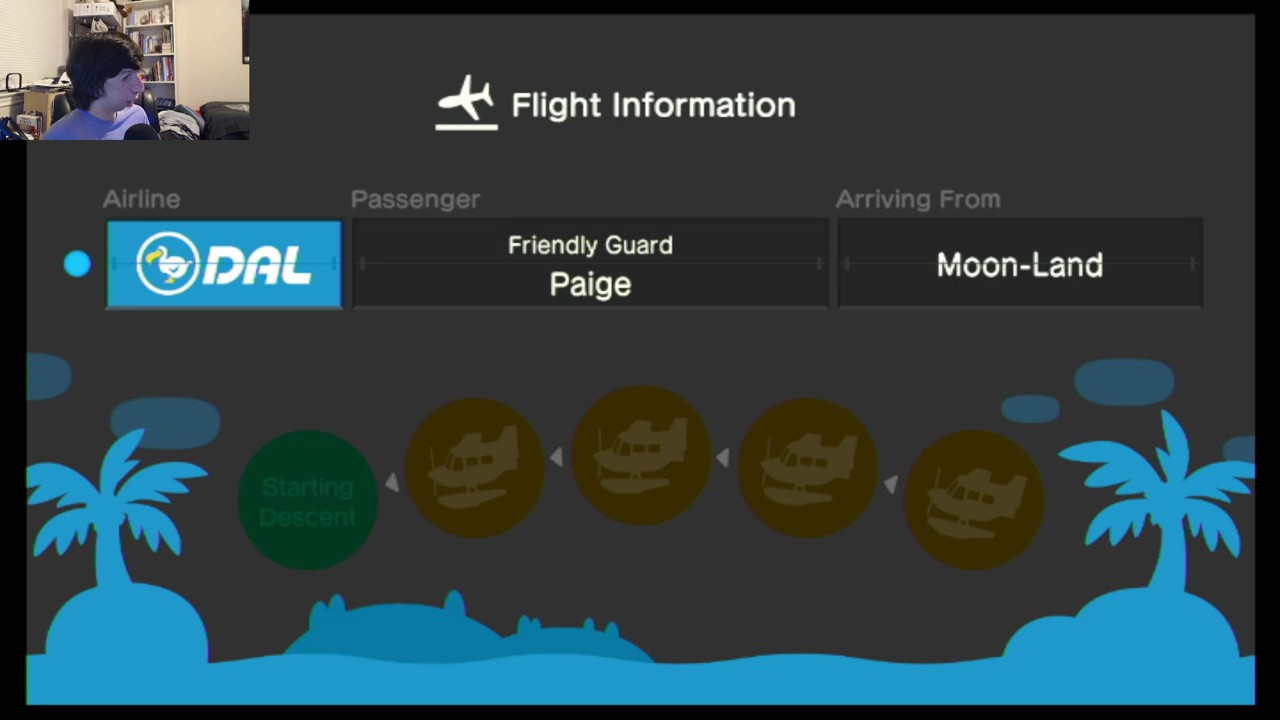 Flight Information
Airline
Passenger
Arriving From
DAL
Friendly Guard
Paige
Moon-Land
Starting
Descent